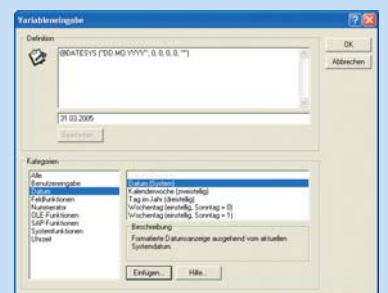 Variableneingabe
Definition
@DATESYS ("DD.MO.YYYY", 0, 0, 0, 0, "")
31.03.2005
Bearbeiten...
OK
Abbrechen
Kategorien
Alle
Benutzereingabe
Datum
Feldfunktionen
Nummerator
OLE-Funktionen
SAP-Funktionen
Systemfunktionen
Uhrzeit
Datum (System)
Kalenderwoche (zweistellig)
Tag im Jahr (dreistellig)
Wochentag (einstellig, Sonntag = 0)
Wochentag (einstellig, Sonntag = 1)
Beschreibung
Formatierte Datumsanzeige ausgehend vom aktuellen
Systemdatum.
Einfügen...
Hilfe...